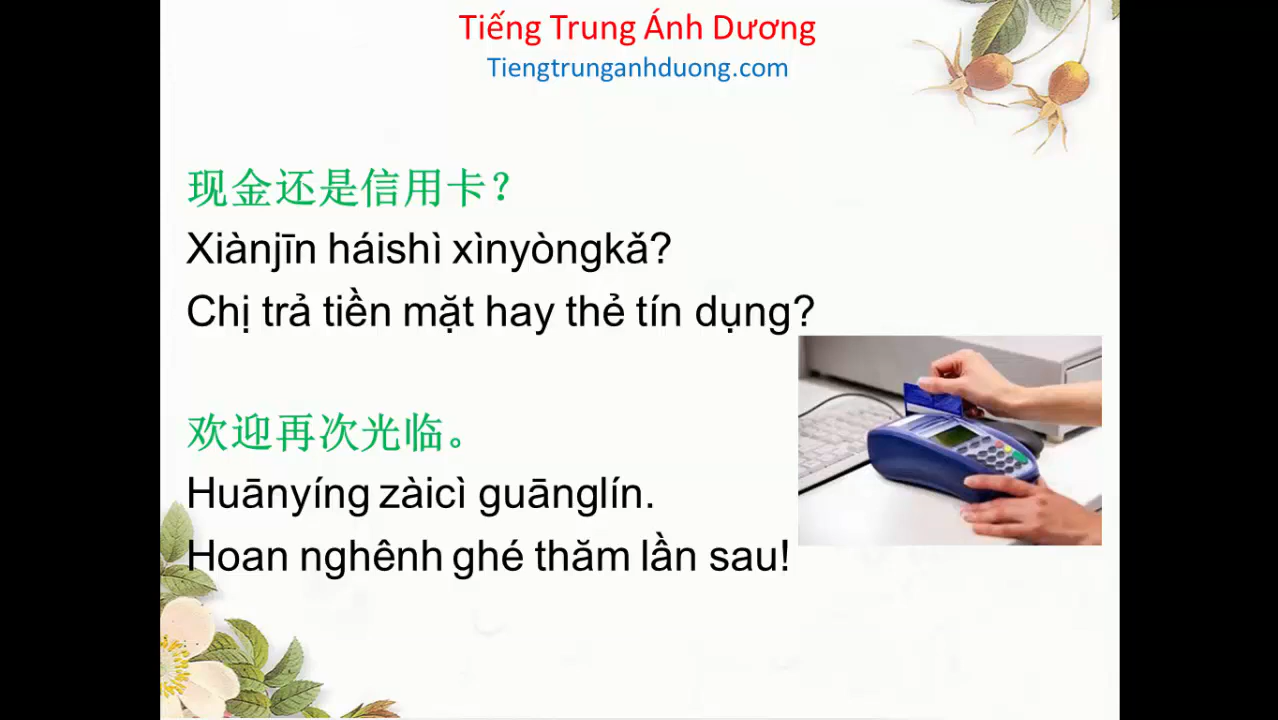 Tiếng Trung Ánh Dương
Tiengtrunganhduong.com
现金还是信用卡？
Xiànjīn háishì xìnyòngkǎ?
Chị trả tiền mặt hay thẻ tín dụng?
欢迎再次光临。
Huānyíng zàicì guānglín.
Hoan nghênh ghé thăm lần sau!